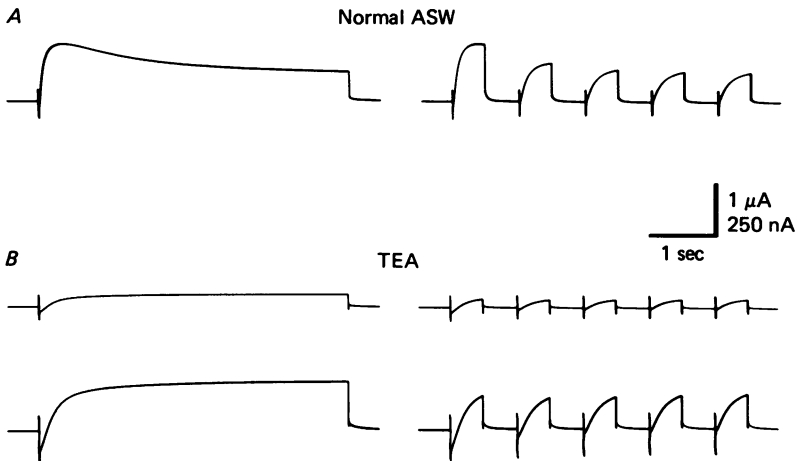 A
Normal ASW
1 μA
250 nA
1 sec
B
TEA